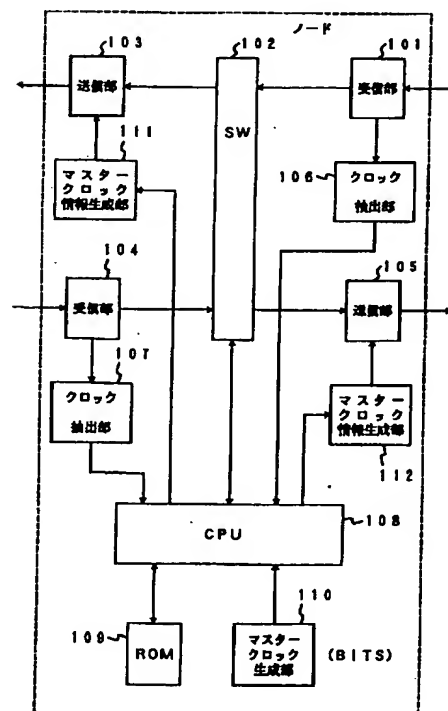 ノード
103
102
101
送信部
SW
受信部
111
マスター
クロック
情報生成部
106
クロック
抽出部
104
105
受信部
送信部
107
クロック
抽出部
マスター
クロック
情報生成部
112
CPU
108
110
109
ROM
マスター
クロック
生成部
(BITS)